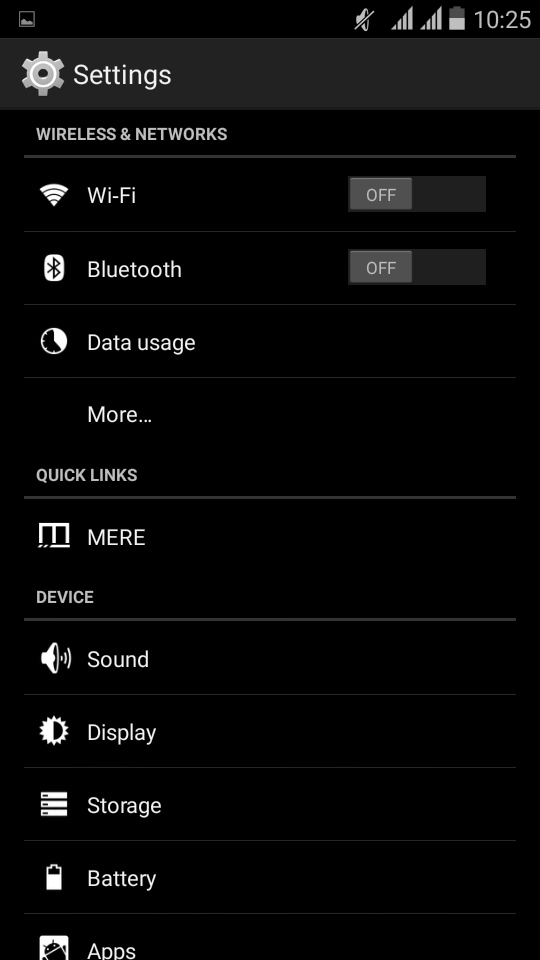 10:25
Settings
WIRELESS & NETWORKS
Wi-Fi
OFF
Bluetooth
OFF
Data usage
More...
QUICK LINKS
MERE
DEVICE
Sound
Display
Storage
Battery
Apps